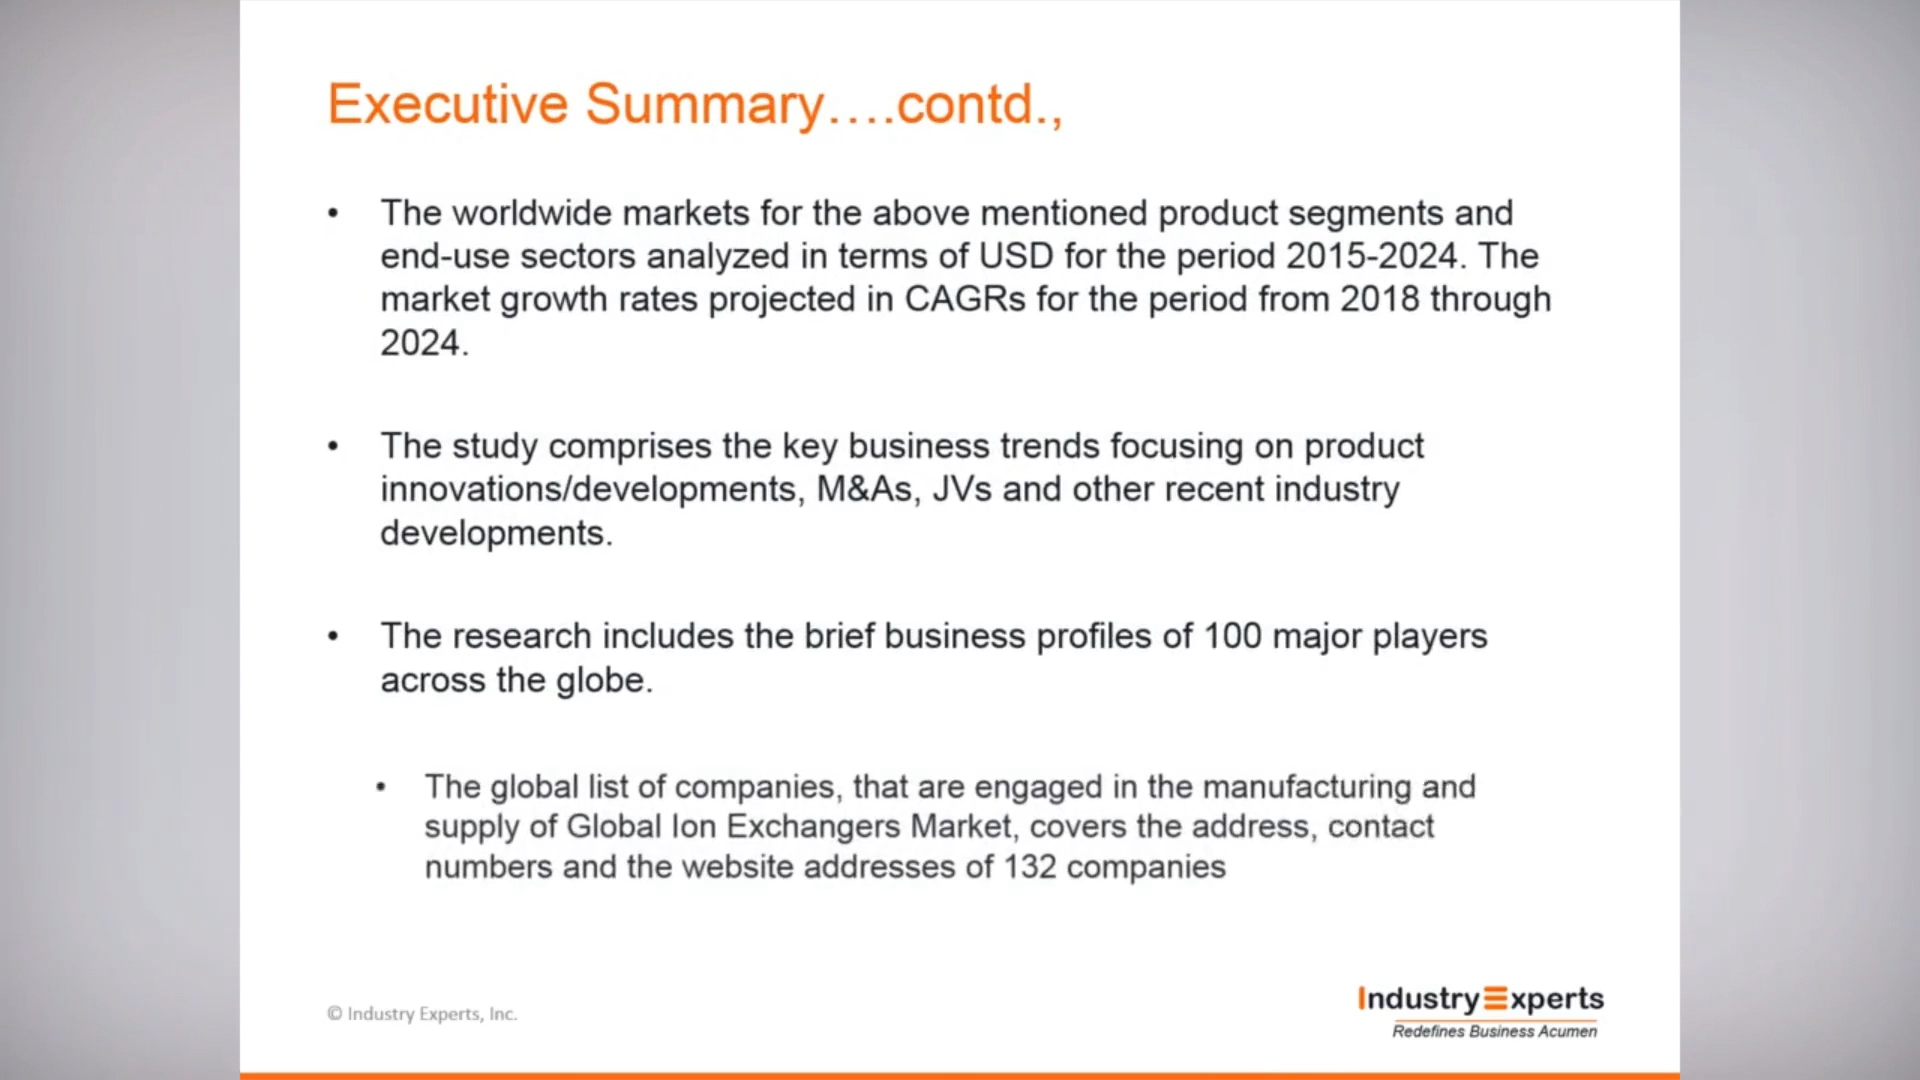 Executive Summary....contd.,
• The worldwide markets for the above mentioned product segments and
end-use sectors analyzed in terms of USD for the period 2015-2024. The
market growth rates projected in CAGRs for the period from 2018 through
2024.
• The study comprises the key business trends focusing on product
innovations/developments, M&As, JVs and other recent industry
developments.
• The research includes the brief business profiles of 100 major players
across the globe.
• The global list of companies, that are engaged in the manufacturing and
supply of Global Ion Exchangers Market, covers the address, contact
numbers and the website addresses of 132 companies
© Industry Experts, Inc.
IndustryExperts
Redefines Business Acumen